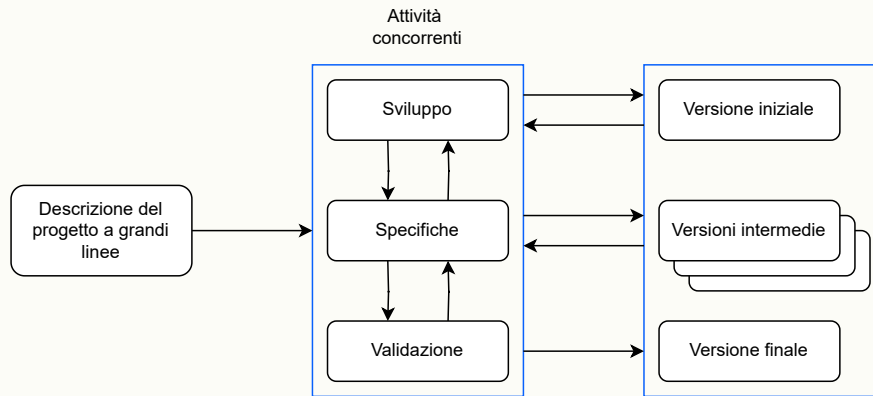 Attività
concorrenti
Sviluppo
Versione iniziale
Descrizione del
progetto a grandi
linee
Specifiche
Versioni intermedie
Validazione
Versione finale